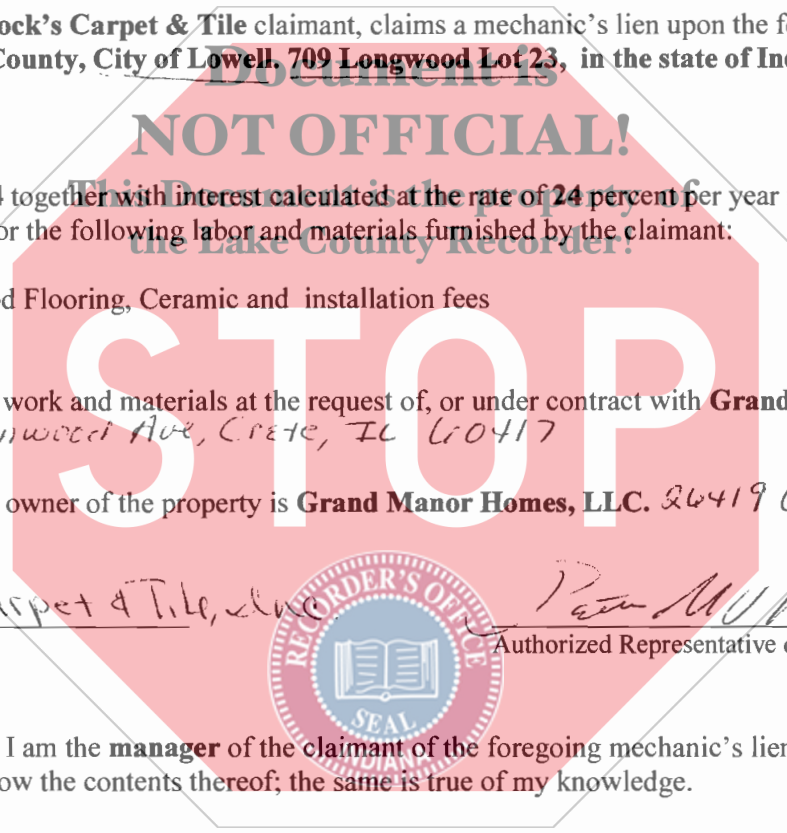 ock's Carpet & Tile claimant, claims a mechanic's lien upon the f
County, City of Lowell. 709 Longwood Lot 23, in the state of In
Document is
NOT OFFICIAL!
This Document is the property of
the Lake County Recorder!
together with interest calculated at the rate of 24 percent per year
or the following labor and materials furnished by the claimant:
d Flooring, Ceramic and installation fees
STOP
work and materials at the request of, or under contract with Grand
Ave, Crete, IL 60417
owner of the property is Grand Manor Homes, LLC. 26419
arpet & Tile, Inc.
Authorized Representative
RECORDER'S OFFICE
SEAL
INDIANA
I am the manager of the claimant of the foregoing mechanic's lien
ow the contents thereof; the same is true of my knowledge.